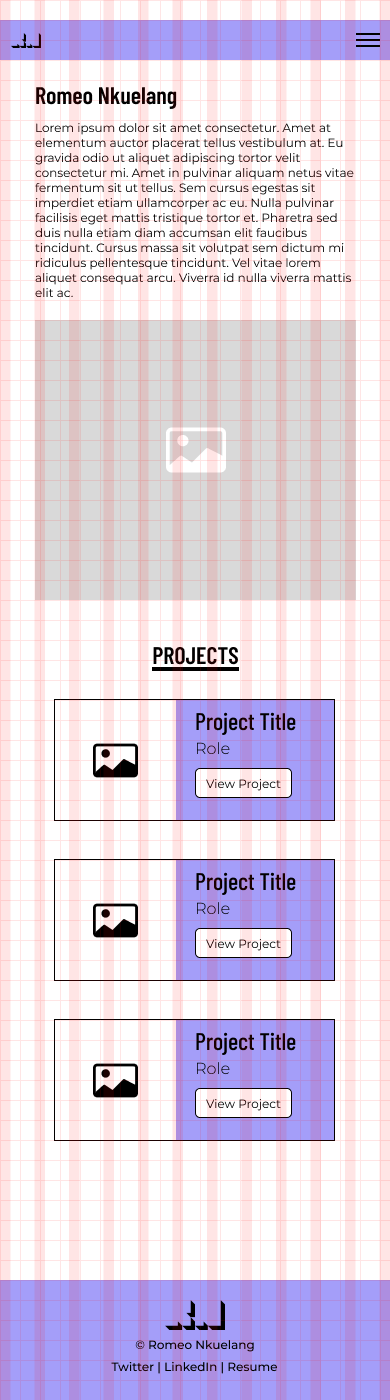 Romeo Nkuelang
Lorem ipsum dolor sit amet consectetur. Amet at
elementum auctor placerat tellus vestibulum at. Eu
gravida odio ut aliquet adipiscing tortor velit
consectetur mi. Amet in pulvinar aliquam netus vitae
fermentum sit ut tellus. Sem cursus egestas sit
imperdiet etiam ullamcorper ac eu. Nulla pulvinar
facilisis eget mattis tristique tortor et. Pharetra sed
duis nulla etiam diam accumsan elit faucibus
tincidunt. Cursus massa sit volutpat sem dictum mi
ridiculus pellentesque tincidunt. Vel vitae lorem
aliquet consequat arcu. Viverra id nulla viverra mattis
elit ac.
PROJECTS
Project Title
Role
View Project
Project Title
Role
View Project
Project Title
Role
View Project
© Romeo Nkuelang
Twitter | LinkedIn | Resume